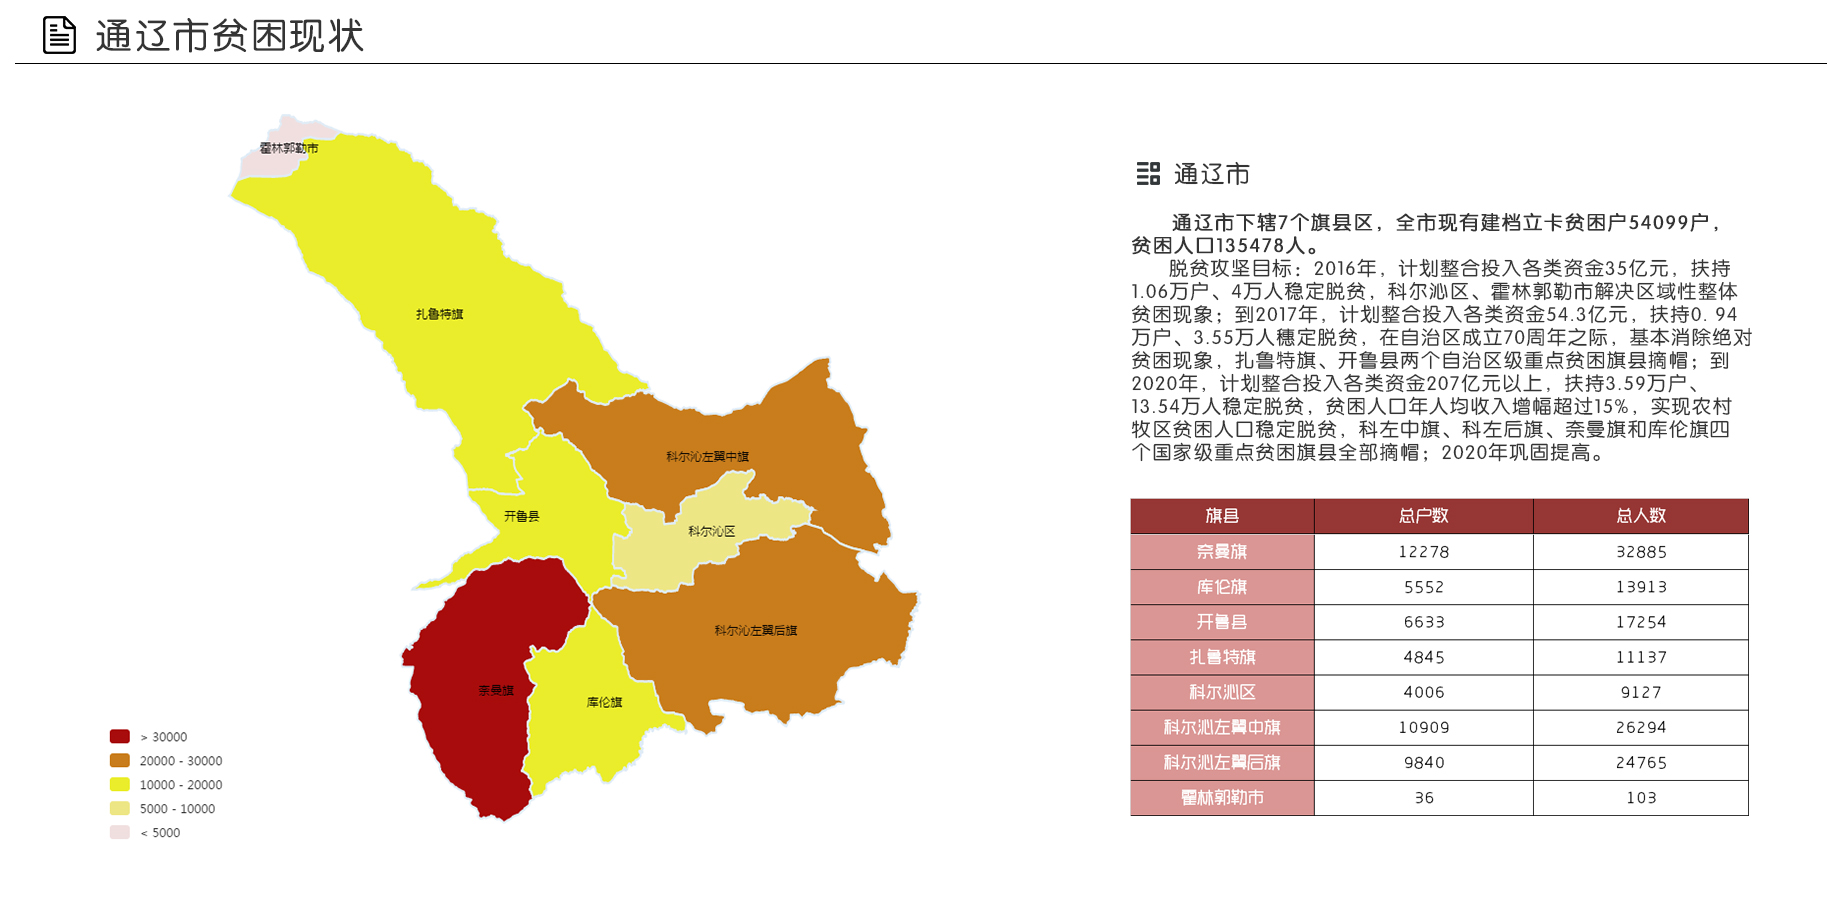 通辽市贫困现状
霍林郭勒市
扎鲁特旗
科尔沁左翼中旗
开鲁县
科尔沁区
科尔沁左翼后旗
奈曼旗
库伦旗
> 30000
20000 - 30000
10000 - 20000
5000 - 10000
< 5000
通辽市
通辽市下辖7个旗县区，全市现有建档立卡贫困户54099户，
贫困人口135478人。
脱贫攻坚目标：2016年，计划整合投入各类资金35亿元，扶持
1.06万户、4万人稳定脱贫，科尔沁区、霍林郭勒市解决区域性整体
贫困现象；到2017年，计划整合投入各类资金54.3亿元，扶持0. 94
万户、3.55万人穗定脱贫，在自治区成立70周年之际，基本消除绝对
贫困现象，扎鲁特旗、开鲁县两个自治区级重点贫困旗县摘帽；到
2020年，计划整合投入各类资金207亿元以上，扶持3.59万户、
13.54万人稳定脱贫，贫困人口年人均收入增幅超过15%，实现农村
牧区贫困人口稳定脱贫，科左中旗、科左后旗、奈曼旗和库伦旗四
个国家级重点贫困旗县全部摘帽；2020年巩固提高。
旗县 总户数 总人数
奈曼旗 12278 32885
库伦旗 5552 13913
开鲁县 6633 17254
扎鲁特旗 4845 11137
科尔沁区 4006 9127
科尔沁左翼中旗 10909 26294
科尔沁左翼后旗 9840 24765
霍林郭勒市 36 103